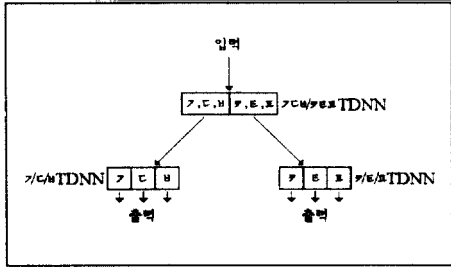 입력
ㄱ,ㄷ,ㅂ ㅋ,ㅌ,ㅍ ㄱㄷㅂ/ㅋㅌㅍTDNN
ㄱ/ㄷ/ㅂTDNN ㄱ ㄷ ㅂ ㅋ ㅌ ㅍ ㅋ/ㅌ/ㅍTDNN
출력 출력